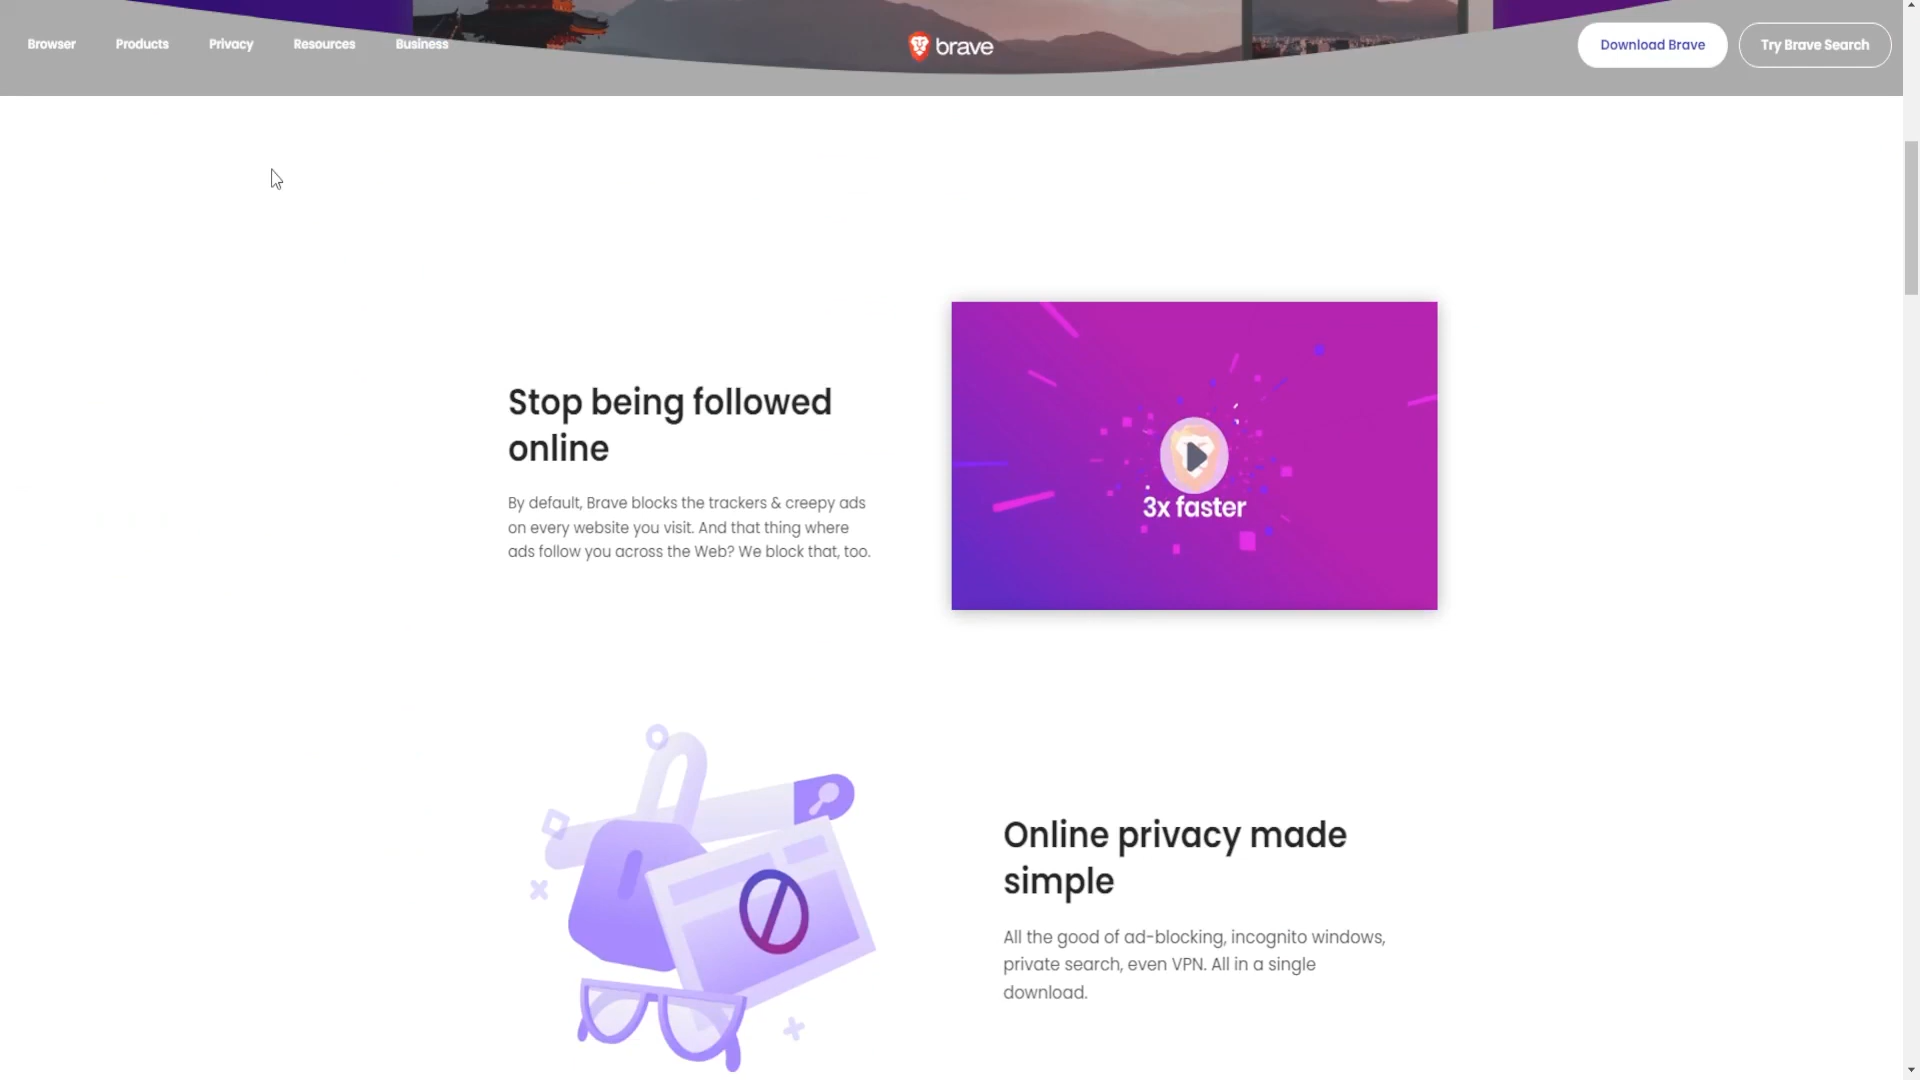 Browser
Products
Privacy
Resources
Business
brave
Download Brave
Try Brave Search
Stop being followed
online
By default, Brave blocks the trackers & creepy ads
on every website you visit. And that thing where
ads follow you across the Web? We block that, too.
3x faster
Online privacy made
simple
All the good of ad-blocking, incognito windows,
private search, even VPN. All in a single
download.